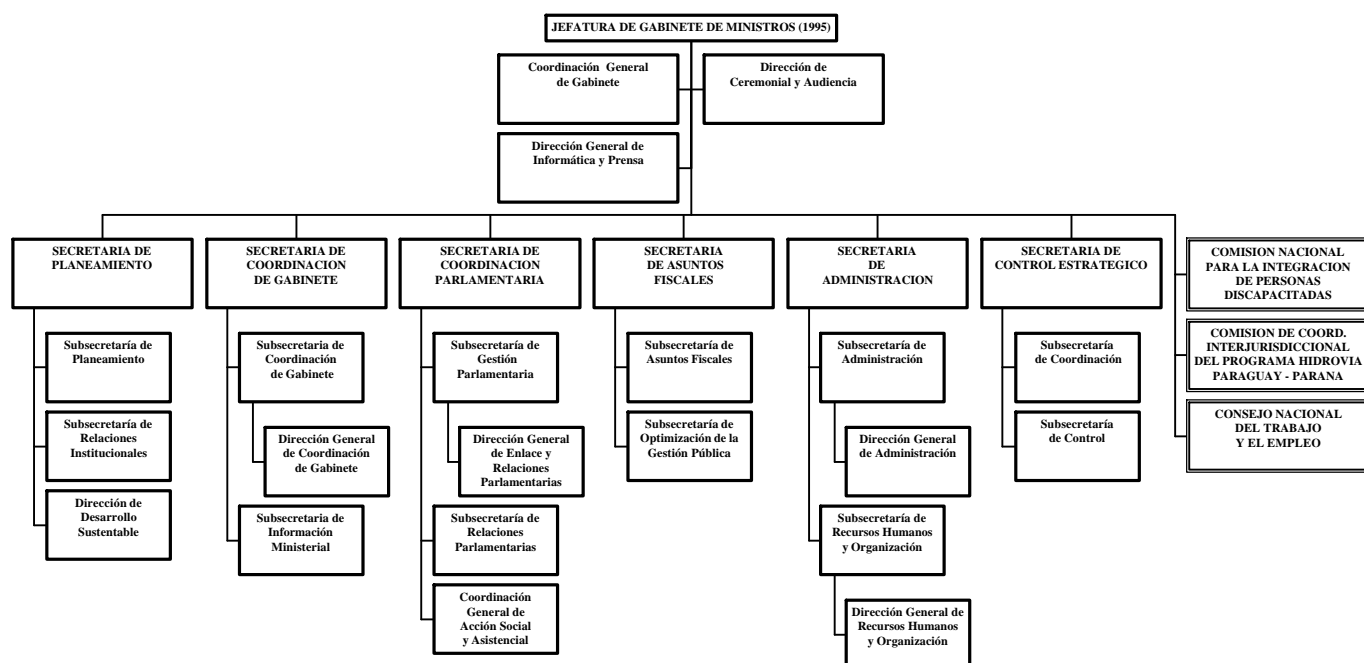 JEFATURA DE GABINETE DE MINISTROS (1995)
Coordinación General
de Gabinete
Dirección de
Ceremonial y Audiencia
Dirección General de
Informática y Prensa
SECRETARIA DE
PLANEAMIENTO
SECRETARIA DE
COORDINACION
DE GABINETE
SECRETARIA DE
COORDINACION
PARLAMENTARIA
SECRETARIA
DE ASUNTOS
FISCALES
SECRETARIA
DE
ADMINISTRACION
SECRETARIA DE
CONTROL ESTRATEGICO
COMISION NACIONAL
PARA LA INTEGRACION
DE PERSONAS
DISCAPACITADAS
Subsecretaría de
Planeamiento
Subsecretaria de
Coordinación
de Gabinete
Subsecretaría de
Gestión
Parlamentaria
Subsecretaría de
Asuntos Fiscales
Subsecretaría de
Administración
Subsecretaría
de Coordinación
COMISION DE COORD.
INTERJURISDICCIONAL
DEL PROGRAMA HIDROVIA
PARAGUAY - PARANA
Subsecretaría de
Relaciones
Institucionales
Dirección General
de Coordinación
de Gabinete
Dirección General
de Enlace y
Relaciones
Parlamentarias
Subsecretaría de
Optimización de la
Gestión Pública
Dirección General
de Administración
Subsecretaría
de Control
CONSEJO NACIONAL
DEL TRABAJO
Y EL EMPLEO
Dirección de
Desarrollo
Sustentable
Subsecretaria de
Información
Ministerial
Subsecretaría de
Relaciones
Parlamentarias
Subsecretaría de
Recursos Humanos
y Organización
Coordinación
General de
Acción Social
y Asistencial
Dirección General de
Recursos Humanos
y Organización